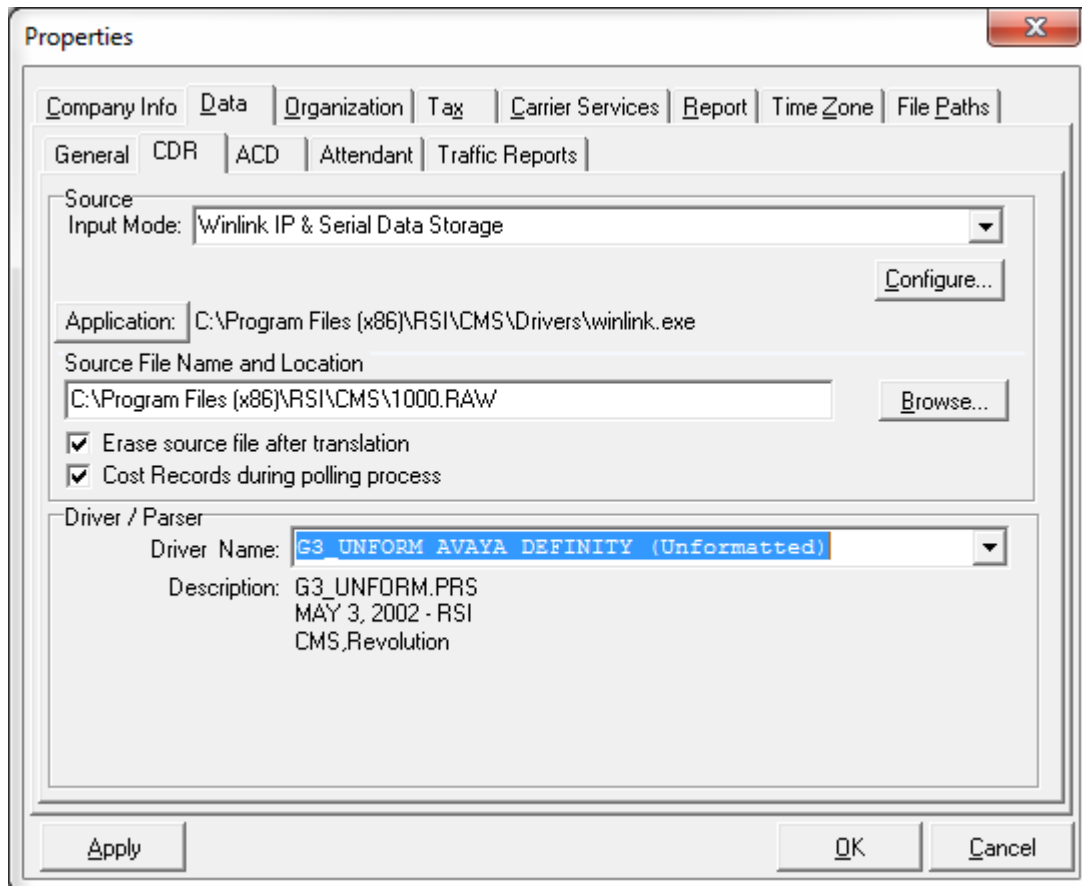 Properties
Company Info Data Organization Tax Carrier Services Report Time Zone File Paths
General CDR ACD Attendant Traffic Reports
Source
Input Mode: Winlink IP & Serial Data Storage
Configure...
Application: C:\Program Files (x86)\RSI\CMS\Drivers\winlink.exe
Source File Name and Location
C:\Program Files (x86)\RSI\CMS\1000.RAW Browse...
Erase source file after translation
Cost Records during polling process
Driver / Parser
Driver Name: G3_UNFORM AVAYA DEFINITY (Unformatted)
Description: G3_UNFORM.PRS
MAY 3, 2002 - RSI
CMS,Revolution
Apply OK Cancel